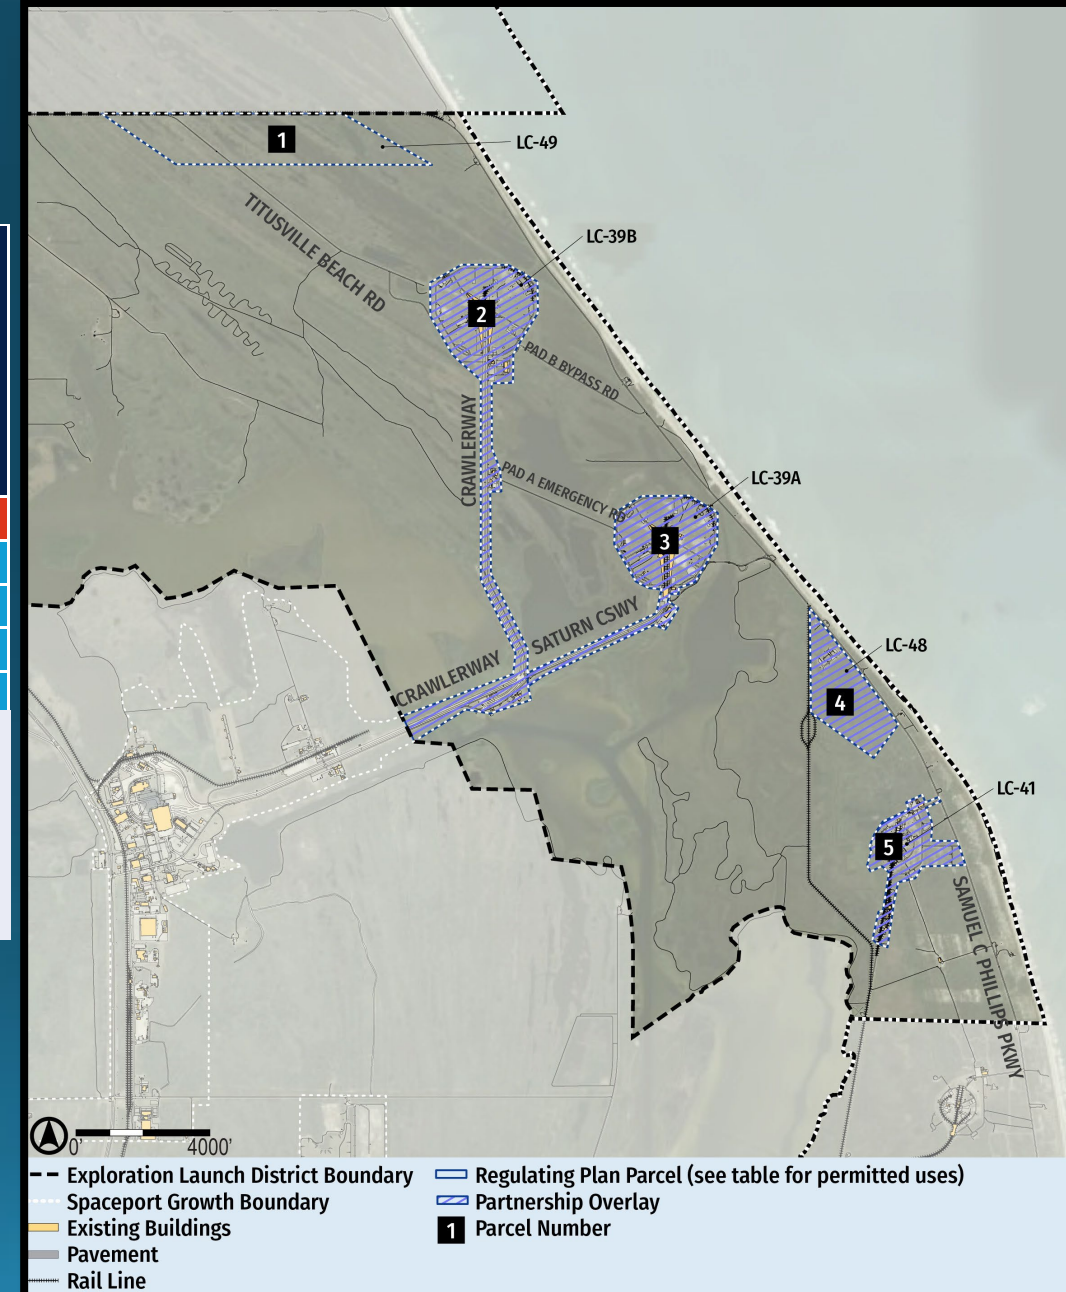 1
LC-49
TITUSVILLE BEACH RD
LC-39B
2
PAD B BYPASS RD
CRAWLERWAY
PAD A EMERGENCY RD
LC-39A
3
SATURN CSWY
CRAWLERWAY
LC-48
4
LC-41
5
SAMUEL C PHILLIPS PKWY
0'
4000'
Exploration Launch District Boundary
Spaceport Growth Boundary
Existing Buildings
Pavement
Rail Line
Regulating Plan Parcel (see table for permitted uses)
Partnership Overlay
1 Parcel Number